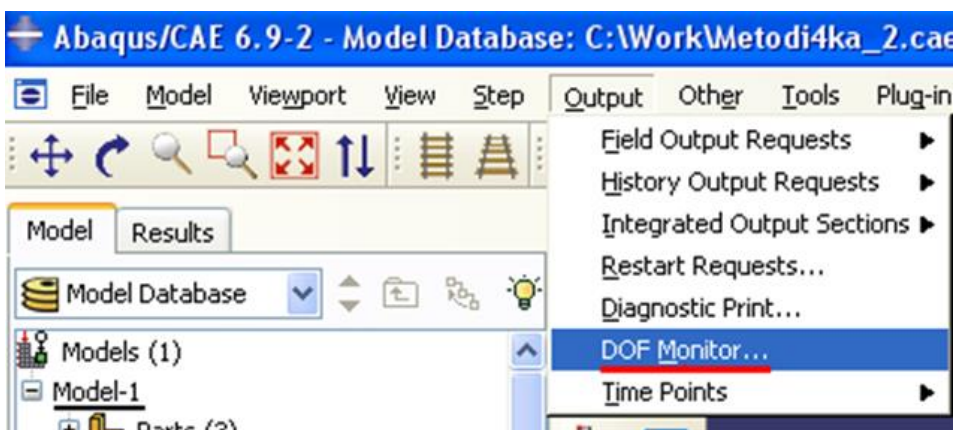 Abaqus/CAE 6.9-2 - Model Database: C:\Work\Metodi4ka_2.cae
File Model Viewport View Step Output Other Tools Plug-in
Field Output Requests
History Output Requests
Integrated Output Sections
Restart Requests...
Diagnostic Print...
DOF Monitor...
Time Points
Model Results
Model Database
Models (1)
Model-1
Parts (3)